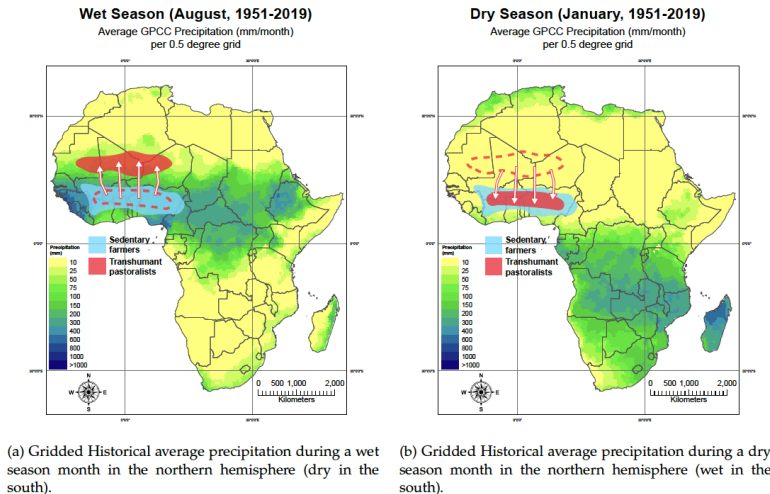 Wet Season (August, 1951-2019)
Average GPCC Precipitation (mm/month)
per 0.5 degree grid
0°00'0"
Sedentary
farmers
Transhumant
pastoralists
Precipitation
(mm)
10
25
50
75
100
150
200
300
400
600
800
1000
>1000
N
W E
S
0 500 1,000 2,000
Kilometers
(a) Gridded Historical average precipitation during a wet
season month in the northern hemisphere (dry in the
south).
Dry Season (January, 1951-2019)
Average GPCC Precipitation (mm/month)
per 0.5 degree grid
Sedentary
farmers
Transhumant
pastoralists
Precipitation
(mm)
10
25
50
75
100
150
200
300
400
600
800
1000
>1000
N
W E
S
0 500 1,000 2,000
Kilometers
(b) Gridded Historical average precipitation during a dry
season month in the northern hemisphere (wet in the
south).